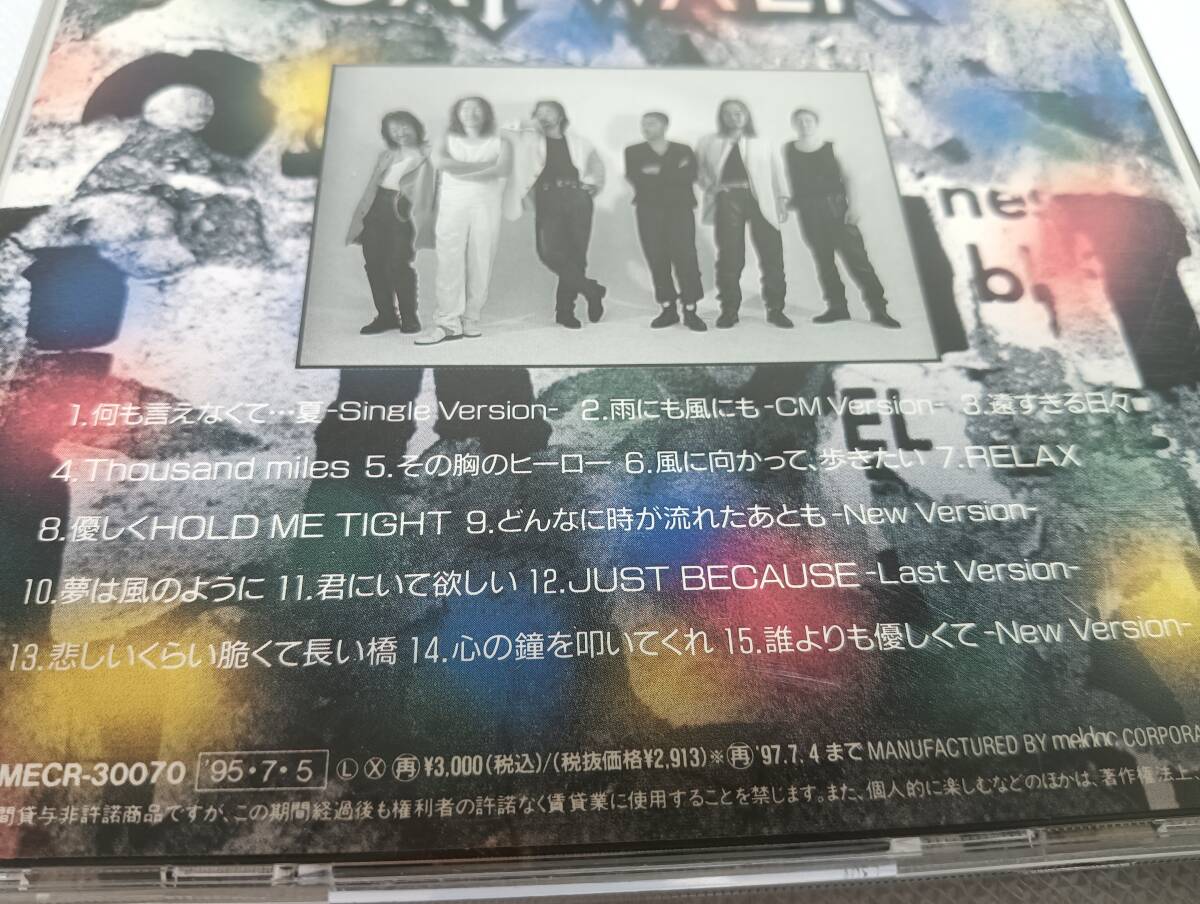 WALK
ne
b
EL
1.何も言えなくて…夏-Single Version- 2.雨にも風にも-CM Version- 3.遠すぎる日々
4.Thousand miles 5.その胸のヒーロー 6.風に向かって、歩きたい 7.RELAX
8.優しくHOLD ME TIGHT 9.どんなに時が流れたあとも-New Version-
10.夢は風のように 11.君にいて欲しい 12.JUST BECAUSE-Last Version-
13.悲しいくらい脆くて長い橋 14.心の鐘を叩いてくれ 15.誰よりも優しくて-New Version-
MECR-30070 '95・7・5 Ⓛ Ⓧ ㊞¥3,000(税込)/(税抜価格¥2,913)※再'97.7.4まで MANUFACTURED BY meldac CORPORA
間貸与非許諾商品ですが、この期間経過後も権利者の許諾なく賃貸業に使用することを禁じます。また、個人的に楽しむなどのほかは、著作権法上